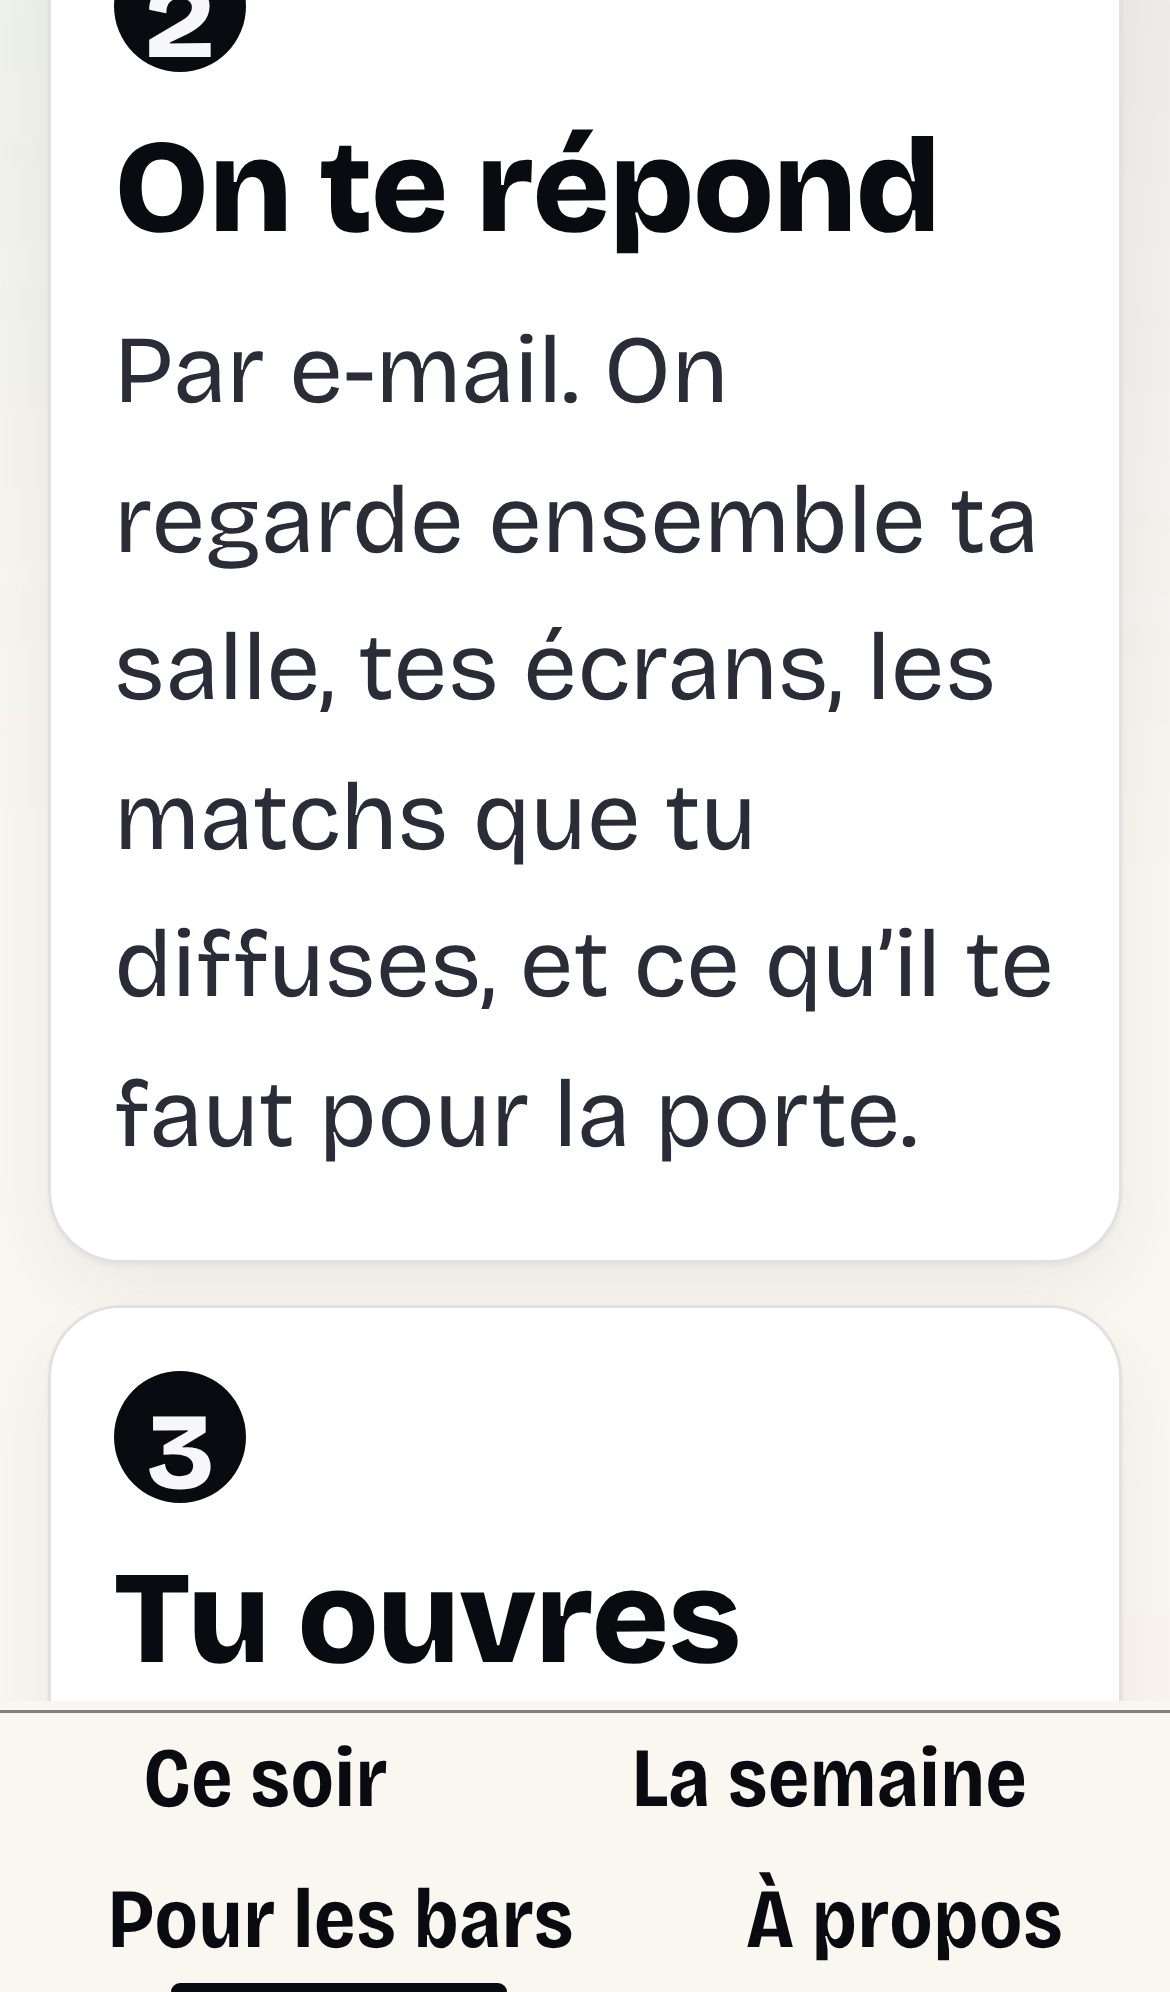 2
On te répond
Par e-mail. On
regarde ensemble ta
salle, tes écrans, les
matchs que tu
diffuses, et ce qu’il te
faut pour la porte.
3
Tu ouvres
Ce soir
La semaine
Pour les bars
À propos